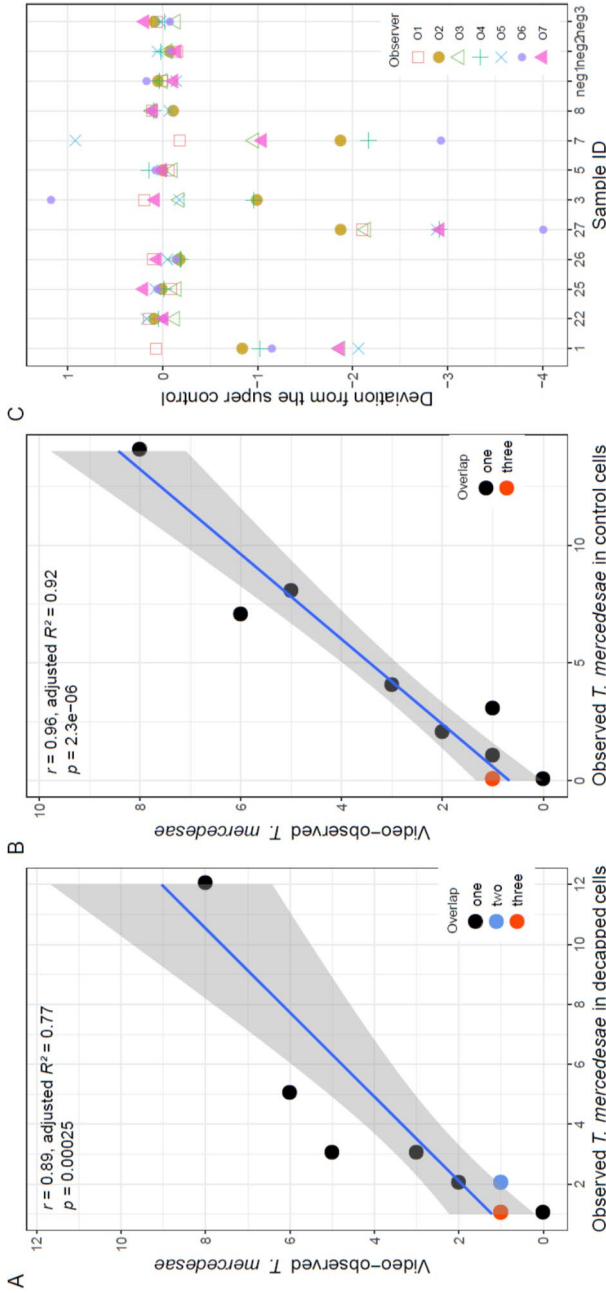 A
r = 0.89, adjusted R² = 0.77
p = 0.00025
12
10
8
6
4
2
0
Video-observed T. mercedesae
2
4
6
8
10
12
Observed T. mercedesae in decapped cells
Overlap
one
two
three
B
r = 0.96, adjusted R² = 0.92
p = 2.3e−06
10
8
6
4
2
0
Video-observed T. mercedesae
0
5
10
Observed T. mercedesae in control cells
Overlap
one
three
C
1
0
-1
-2
-3
-4
Deviation from the super control
1
22
25
26
27
3
5
7
8
neg1
neg2
neg3
Sample ID
Observer
O1
O2
O3
O4
O5
O6
O7